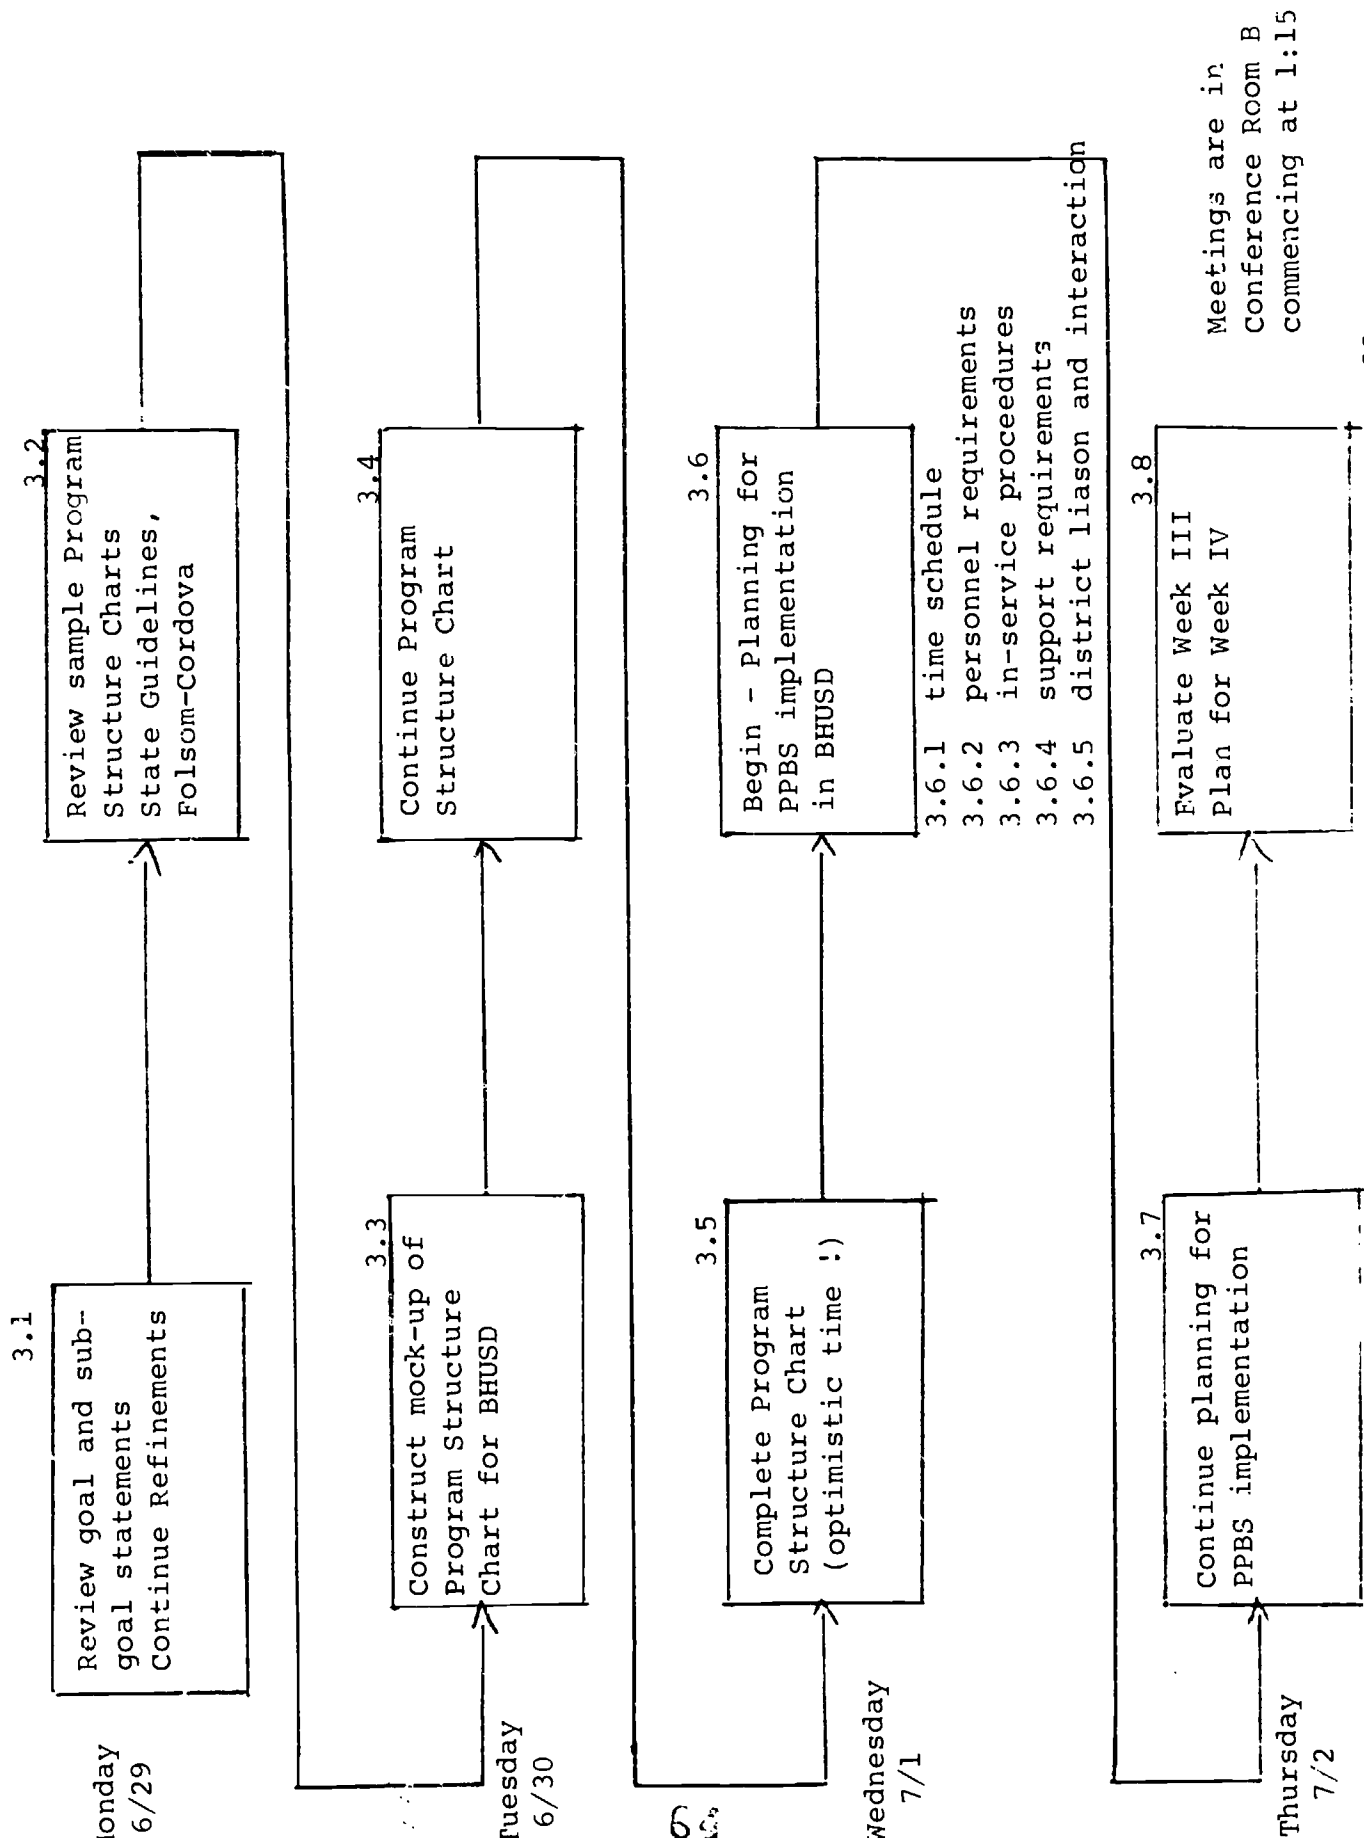 onday
6/29
3.1
Review goal and sub-
goal statements
Continue Refinements
3.2
Review sample Program
Structure Charts
State Guidelines,
Folsom-Cordova
Tuesday
6/30
3.3
Construct mock-up of
Program Structure
Chart for BHUSD
3.4
Continue Program
Structure Chart
Wednesday
7/1
3.5
Complete Program
Structure Chart
(optimistic time !)
3.6
Begin - Planning for
PPBS implementation
in BHUSD
3.6.1 time schedule
3.6.2 personnel requirements
3.6.3 in-service proceedures
3.6.4 support requirements
3.6.5 district liason and interaction
Thursday
7/2
3.7
Continue planning for
PPBS implementation
3.8
Evaluate Week III
Plan for Week IV
Meetings are in
Conference Room B
commencing at 1:15